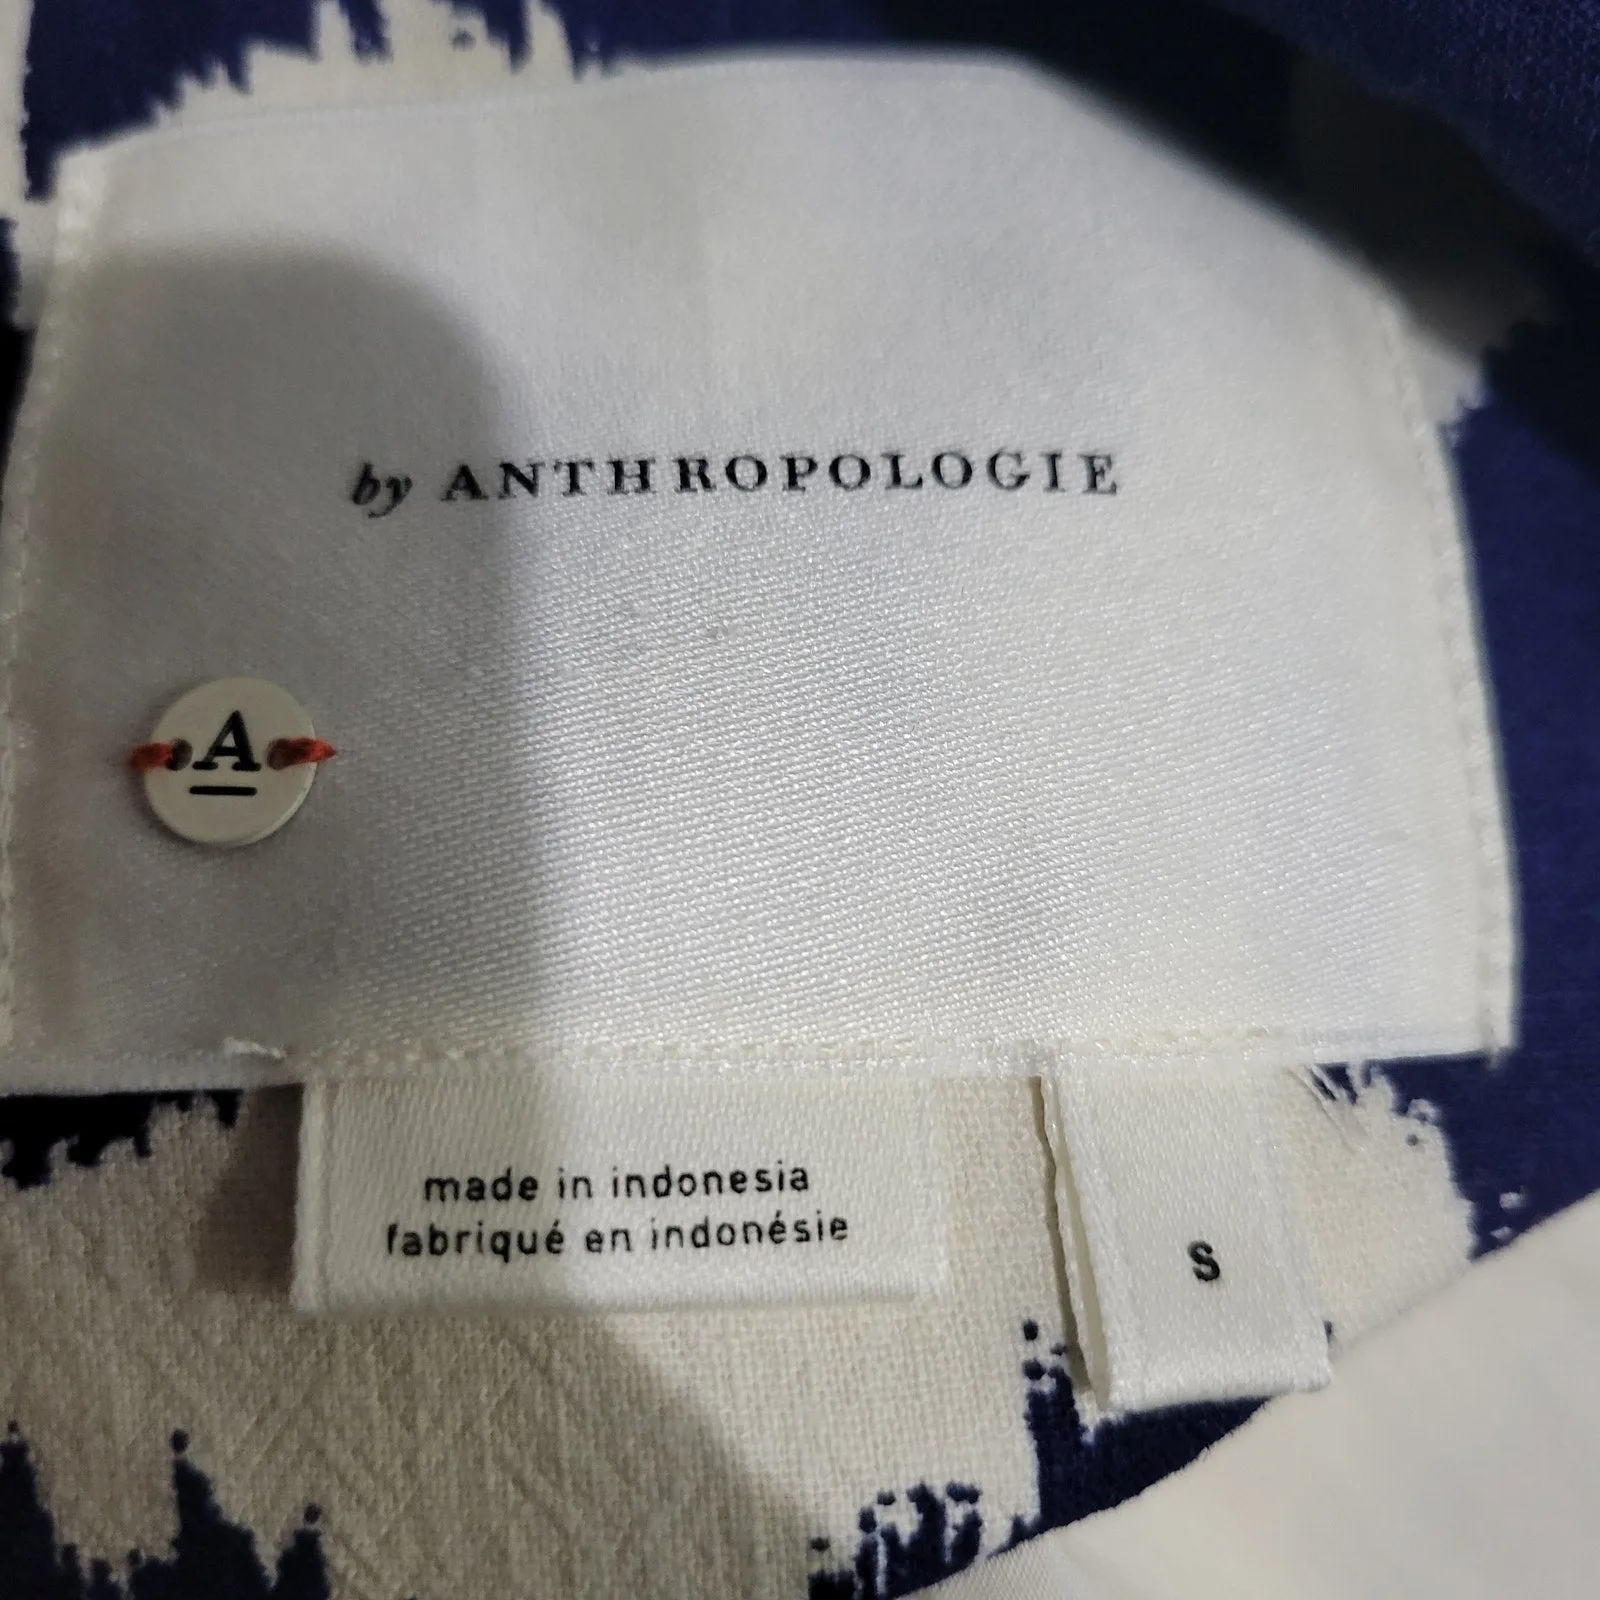 by ANTHROPOLOGIE
A
made in indonesia
fabriqué en indonésie
S